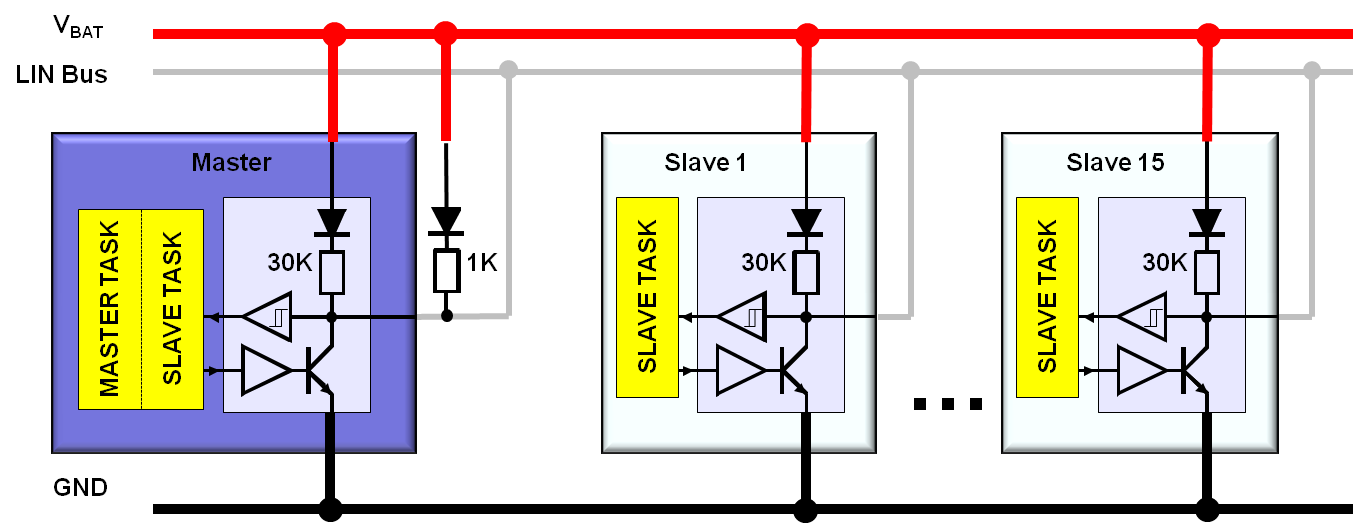 VBAT
LIN Bus
Master
Slave 1
Slave 15
MASTER TASK
SLAVE TASK
30K
1K
SLAVE TASK
30K
SLAVE TASK
30K
...
GND